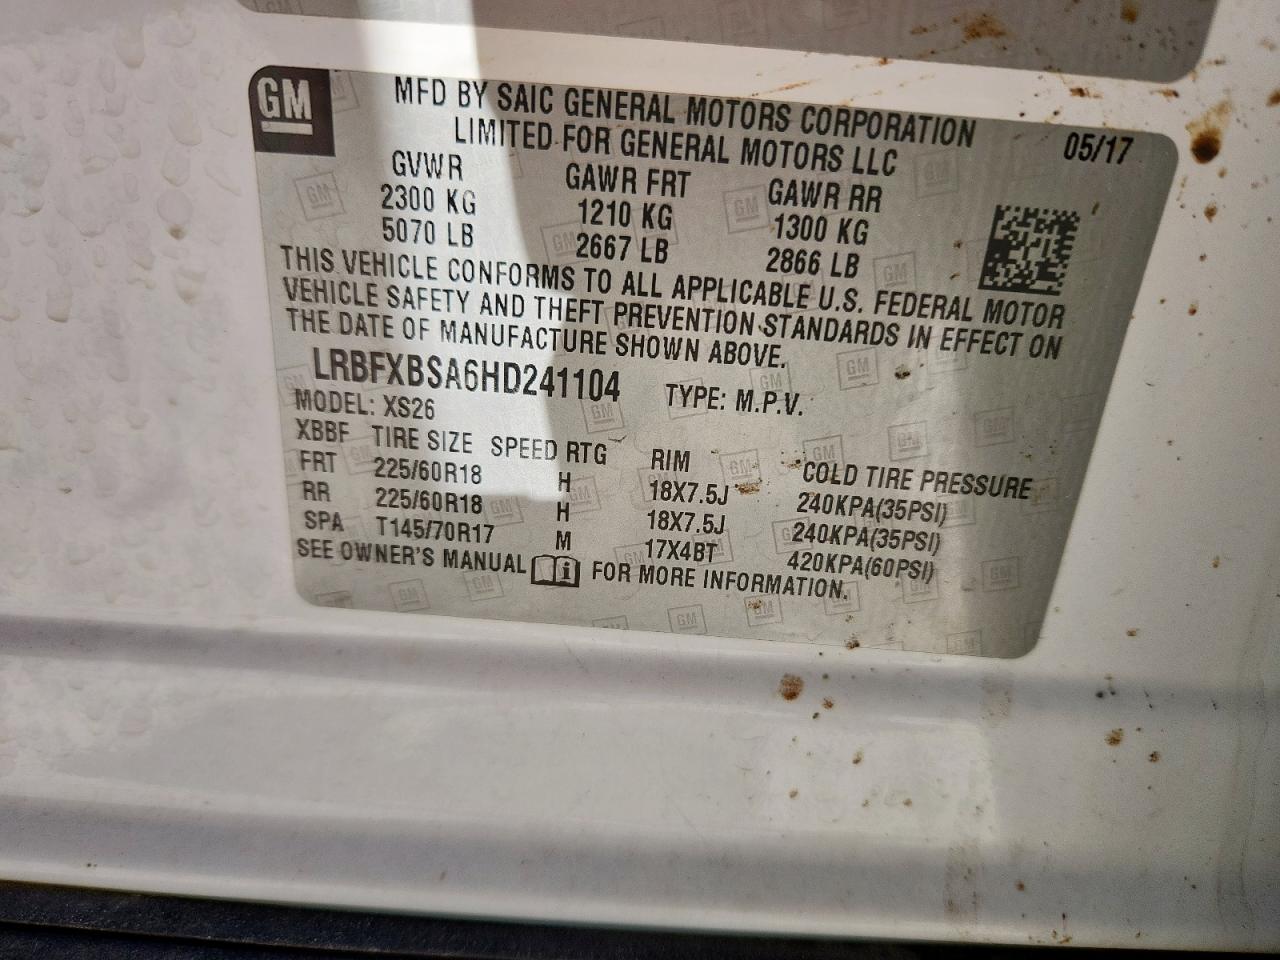 GM
MFD BY SAIC GENERAL MOTORS CORPORATION
LIMITED FOR GENERAL MOTORS LLC
05/17
GVWR GAWR FRT GAWR RR
2300 KG 1210 KG 1300 KG
5070 LB 2667 LB 2866 LB
THIS VEHICLE CONFORMS TO ALL APPLICABLE U.S. FEDERAL MOTOR
VEHICLE SAFETY AND THEFT PREVENTION STANDARDS IN EFFECT ON
THE DATE OF MANUFACTURE SHOWN ABOVE.
LRBFXBSA6HD241104 TYPE: M.P.V.
MODEL: XS26
XBBF TIRE SIZE SPEED RTG RIM COLD TIRE PRESSURE
FRT 225/60R18 H 18X7.5J 240KPA(35PSI)
RR 225/60R18 H 18X7.5J 240KPA(35PSI)
SPA T145/70R17 M 17X4BT 420KPA(60PSI)
SEE OWNER'S MANUAL i FOR MORE INFORMATION.